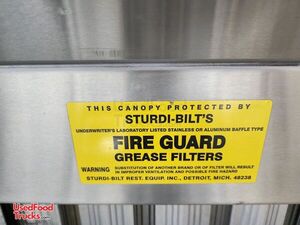 THIS CANOPY PROTECTED BY
STURDI-BILT'S
UNDERWRITER'S LABORATORY LISTED STAINLESS OR ALUMINUM BAFFLE TYPE
FIRE GUARD
GREASE FILTERS
WARNING SUBSTITUTION OF ANOTHER BRAND OR OF FILTER WILL RESULT
IN IMPROPER VENTILATION AND POSSIBLE FIRE HAZARD
STURDI-BILT REST. EQUIP. INC., DETROIT, MICH. 48238
UsedFood
Trucks.com